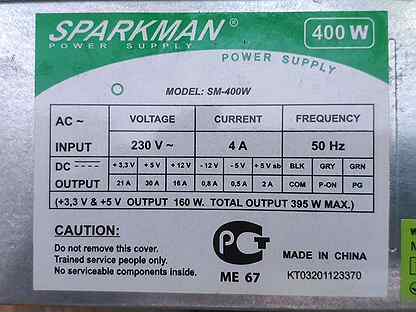 SPARKMAN
POWER SUPPLY
400 W
POWER SUPPLY
MODEL: SM-400W
AC ~ VOLTAGE CURRENT FREQUENCY
INPUT 230 V ~ 4 A 50 Hz
DC + 3,3 V + 5 V + 12 V - 12 V - 5 V + 5 V sb BLK GRY GRN
OUTPUT 21 A 30 A 16 A 0,8 A 0,5 A 2 A COM P-ON PG
(+3,3 V & +5 V OUTPUT 160 W. TOTAL OUTPUT 395 W MAX.)
CAUTION:
Do not remove this cover.
Trained service people only.
No serviceable components inside.
РСТ
ME 67
MADE IN CHINA
KT03201123370